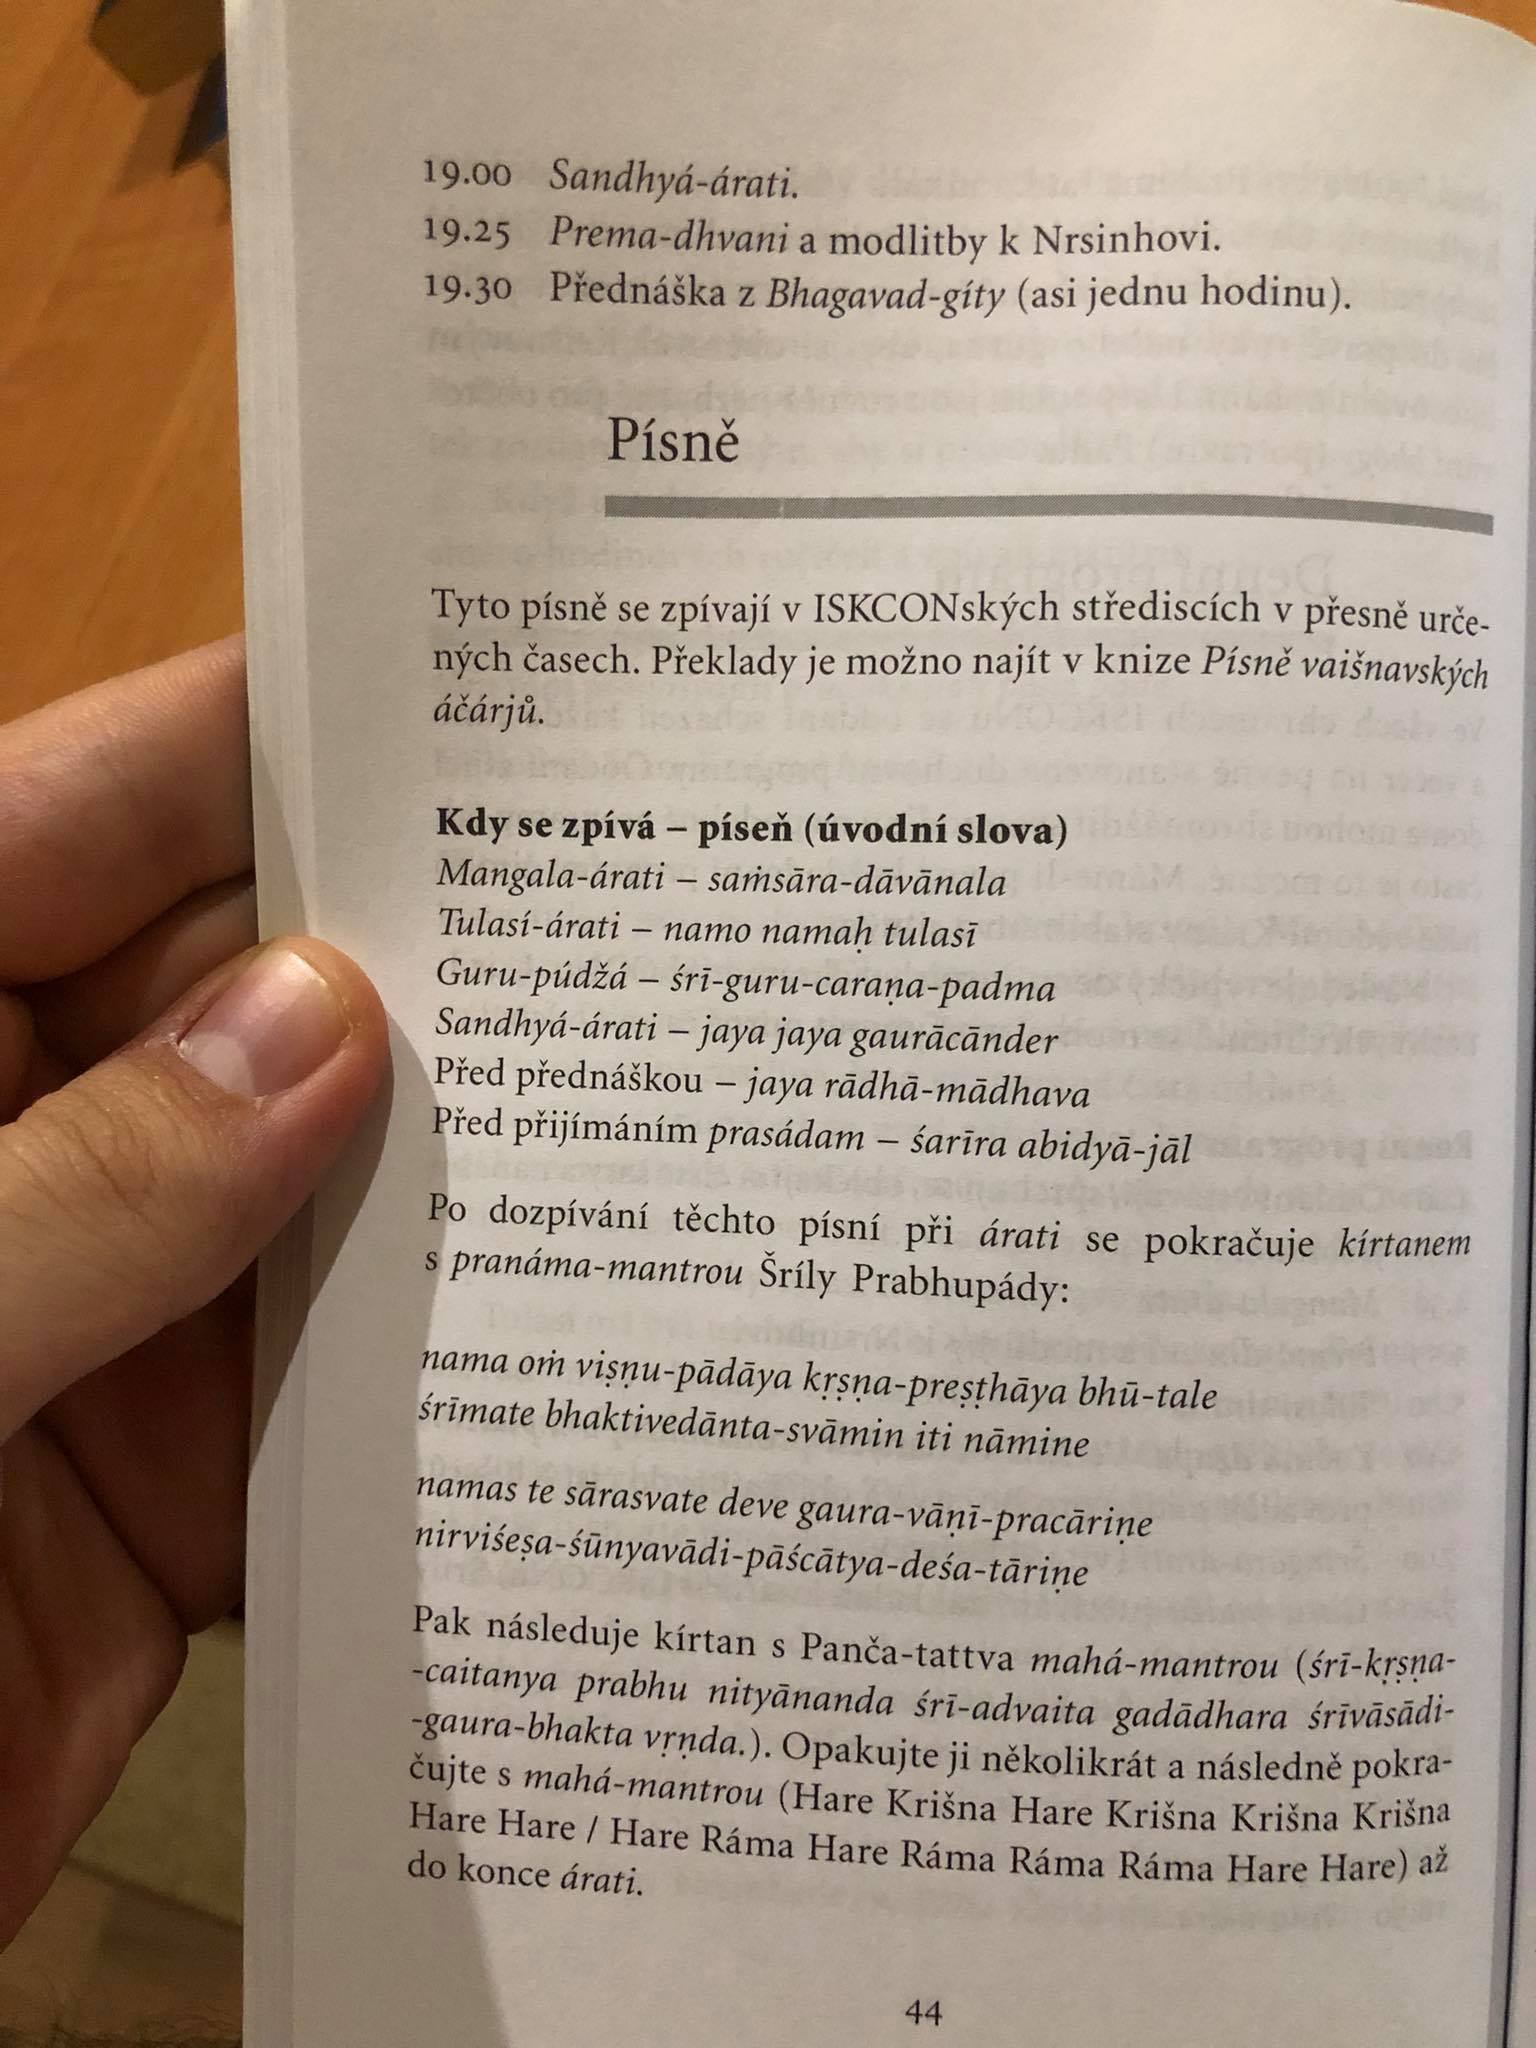 19.00 Sandhyá-árati.
19.25 Prema-dhvani a modlitby k Nrsinhovi.
19.30 Přednáška z Bhagavad-gíty (asi jednu hodinu).
Písně
Tyto písně se zpívají v ISKCONských střediscích v přesně urče-
ných časech. Překlady je možno najít v knize Písně vaišnavských
áčárjů.
Kdy se zpívá – píseň (úvodní slova)
Mangala-árati – saṁsāra-dāvānala
Tulasí-árati – namo namaḥ tulasī
Guru-púdžá – śrī-guru-caraṇa-padma
Sandhyá-árati – jaya jaya gaurācānder
Před přednáškou – jaya rādhā-mādhava
Před přijímáním prasádam – śarīra abidyā-jāl
Po dozpívání těchto písní při árati se pokračuje kírtanem
s pranáma-mantrou Šríly Prabhupády:
nama oṁ viṣṇu-pādāya kṛṣṇa-preṣṭhāya bhū-tale
śrīmate bhaktivedānta-svāmin iti nāmine
namas te sārasvate deve gaura-vāṇī-pracāriṇe
nirviśeṣa-śūnyavādi-pāścātya-deśa-tāriṇe
Pak následuje kírtan s Panča-tattva mahá-mantrou (śrī-kṛṣṇa-
-caitanya prabhu nityānanda śrī-advaita gadādhara śrīvāsādi-
-gaura-bhakta vṛṇda.). Opakujte ji několikrát a následně pokra-
čujte s mahá-mantrou (Hare Krišna Hare Krišna Krišna Krišna
Hare Hare / Hare Ráma Hare Ráma Ráma Ráma Hare Hare) až
do konce árati.
44